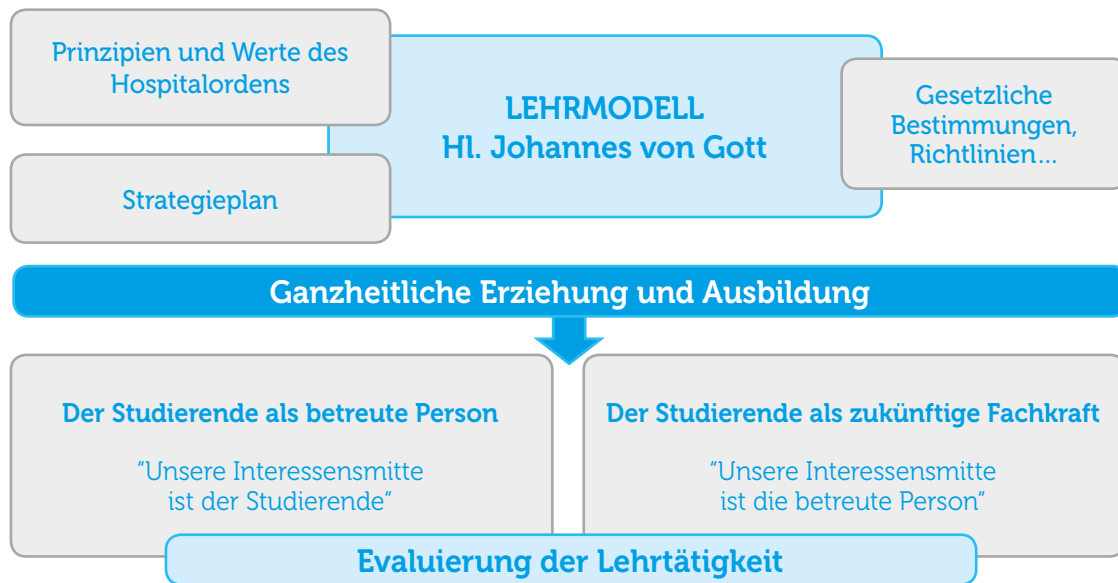 Prinzipien und Werte des
Hospitalordens
LEHRMODELL
Hl. Johannes von Gott
Gesetzliche
Bestimmungen,
Richtlinien...
Strategieplan
Ganzheitliche Erziehung und Ausbildung
Der Studierende als betreute Person
"Unsere Interessensmitte
ist der Studierende"
Der Studierende als zukünftige Fachkraft
"Unsere Interessensmitte
ist die betreute Person"
Evaluierung der Lehrtätigkeit